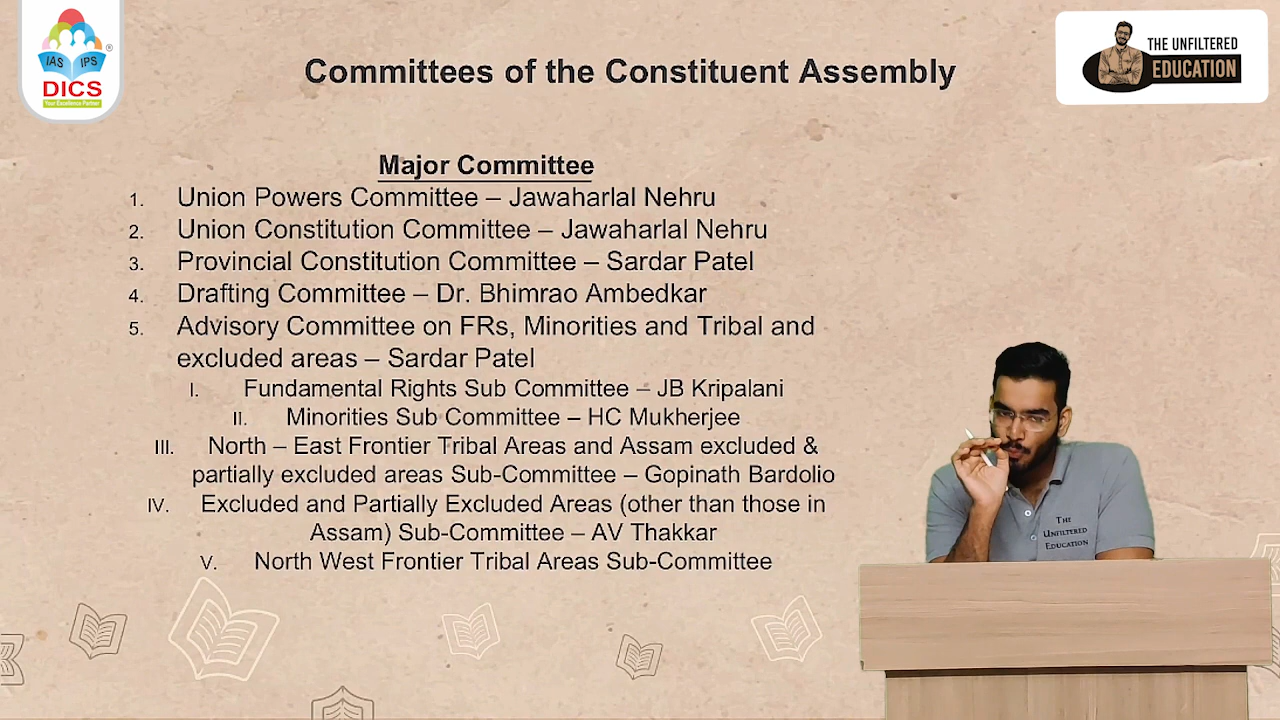 IAS IPS
DICS
Your Excellence Partner
®
Committees of the Constituent Assembly
THE UNFILTERED
EDUCATION
Major Committee
1. Union Powers Committee – Jawaharlal Nehru
2. Union Constitution Committee – Jawaharlal Nehru
3. Provincial Constitution Committee – Sardar Patel
4. Drafting Committee – Dr. Bhimrao Ambedkar
5. Advisory Committee on FRs, Minorities and Tribal and
excluded areas – Sardar Patel
I. Fundamental Rights Sub Committee – JB Kripalani
II. Minorities Sub Committee – HC Mukherjee
III. North – East Frontier Tribal Areas and Assam excluded &
partially excluded areas Sub-Committee – Gopinath Bardolio
IV. Excluded and Partially Excluded Areas (other than those in
Assam) Sub-Committee – AV Thakkar
V. North West Frontier Tribal Areas Sub-Committee
THE
UNFILTERED
EDUCATION